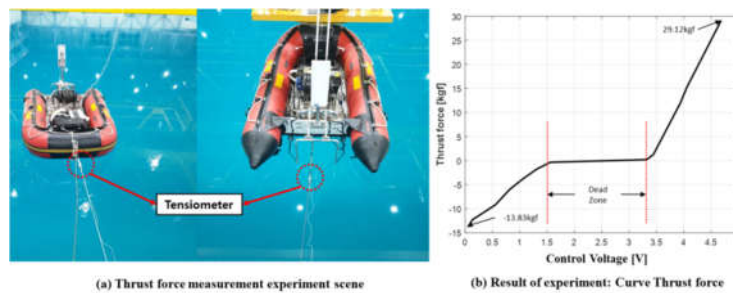 Tensiometer
(a) Thrust force measurement experiment scene
Thrust force [kgf]
30
25
20
15
10
5
0
-5
-10
-15
29.12kgf
Dead
Zone
-13.83kgf
0
0.5
1
1.5
2
2.5
3
3.5
4
4.5
Control Voltage [V]
(b) Result of experiment: Curve Thrust force